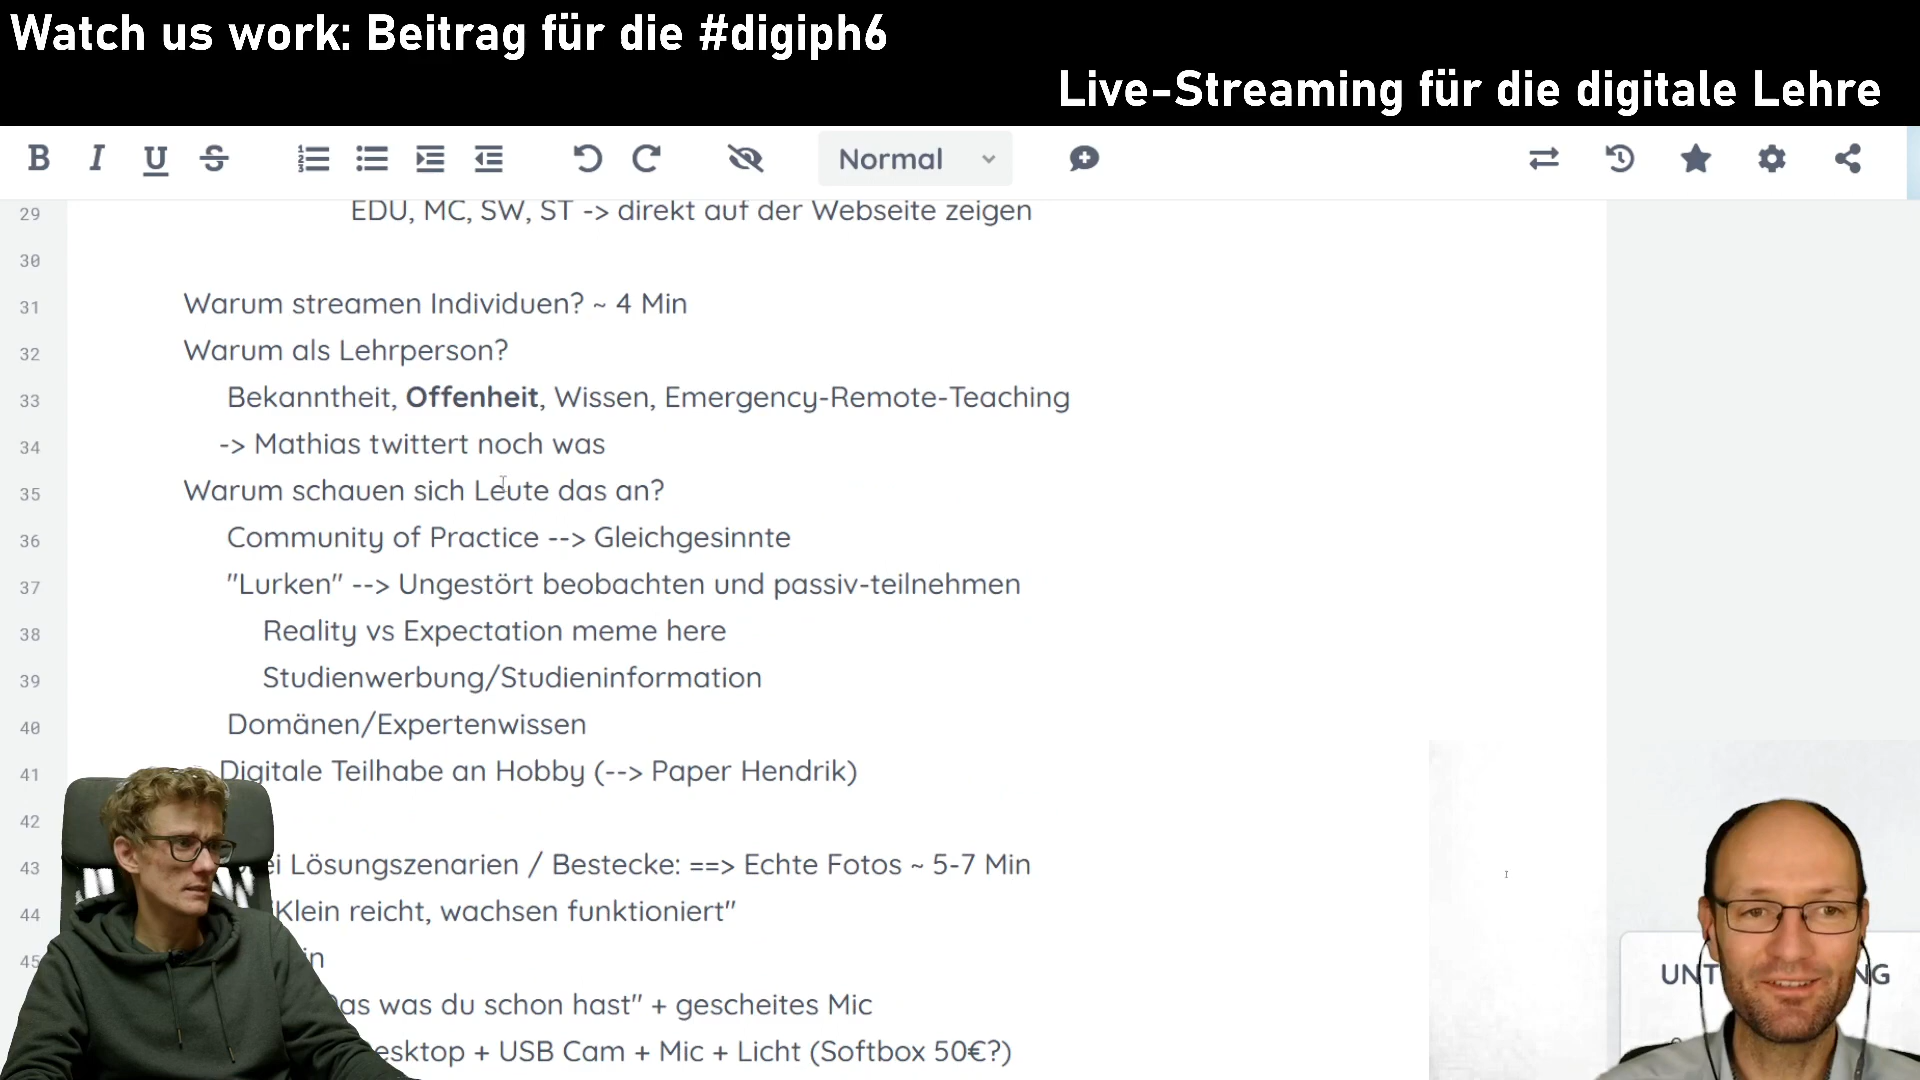 Watch us work: Beitrag für die #digiph6
Live-Streaming für die digitale Lehre
B I U S Normal
29 EDU, MC, SW, ST -> direkt auf der Webseite zeigen
30
31 Warum streamen Individuen? ~ 4 Min
32 Warum als Lehrperson?
33 Bekanntheit, Offenheit, Wissen, Emergency-Remote-Teaching
34 -> Mathias twittert noch was
35 Warum schauen sich Leute das an?
36 Community of Practice --> Gleichgesinnte
37 "Lurken" --> Ungestört beobachten und passiv-teilnehmen
38 Reality vs Expectation meme here
39 Studienwerbung/Studieninformation
40 Domänen/Expertenwissen
41 Digitale Teilhabe an Hobby (--> Paper Hendrik)
42
43 Lösungszenarien / Bestecke: ==> Echte Fotos ~ 5-7 Min
44 Klein reicht, wachsen funktioniert"
45
was du schon hast" + gescheites Mic
+ USB Cam + Mic + Licht (Softbox 50€?)